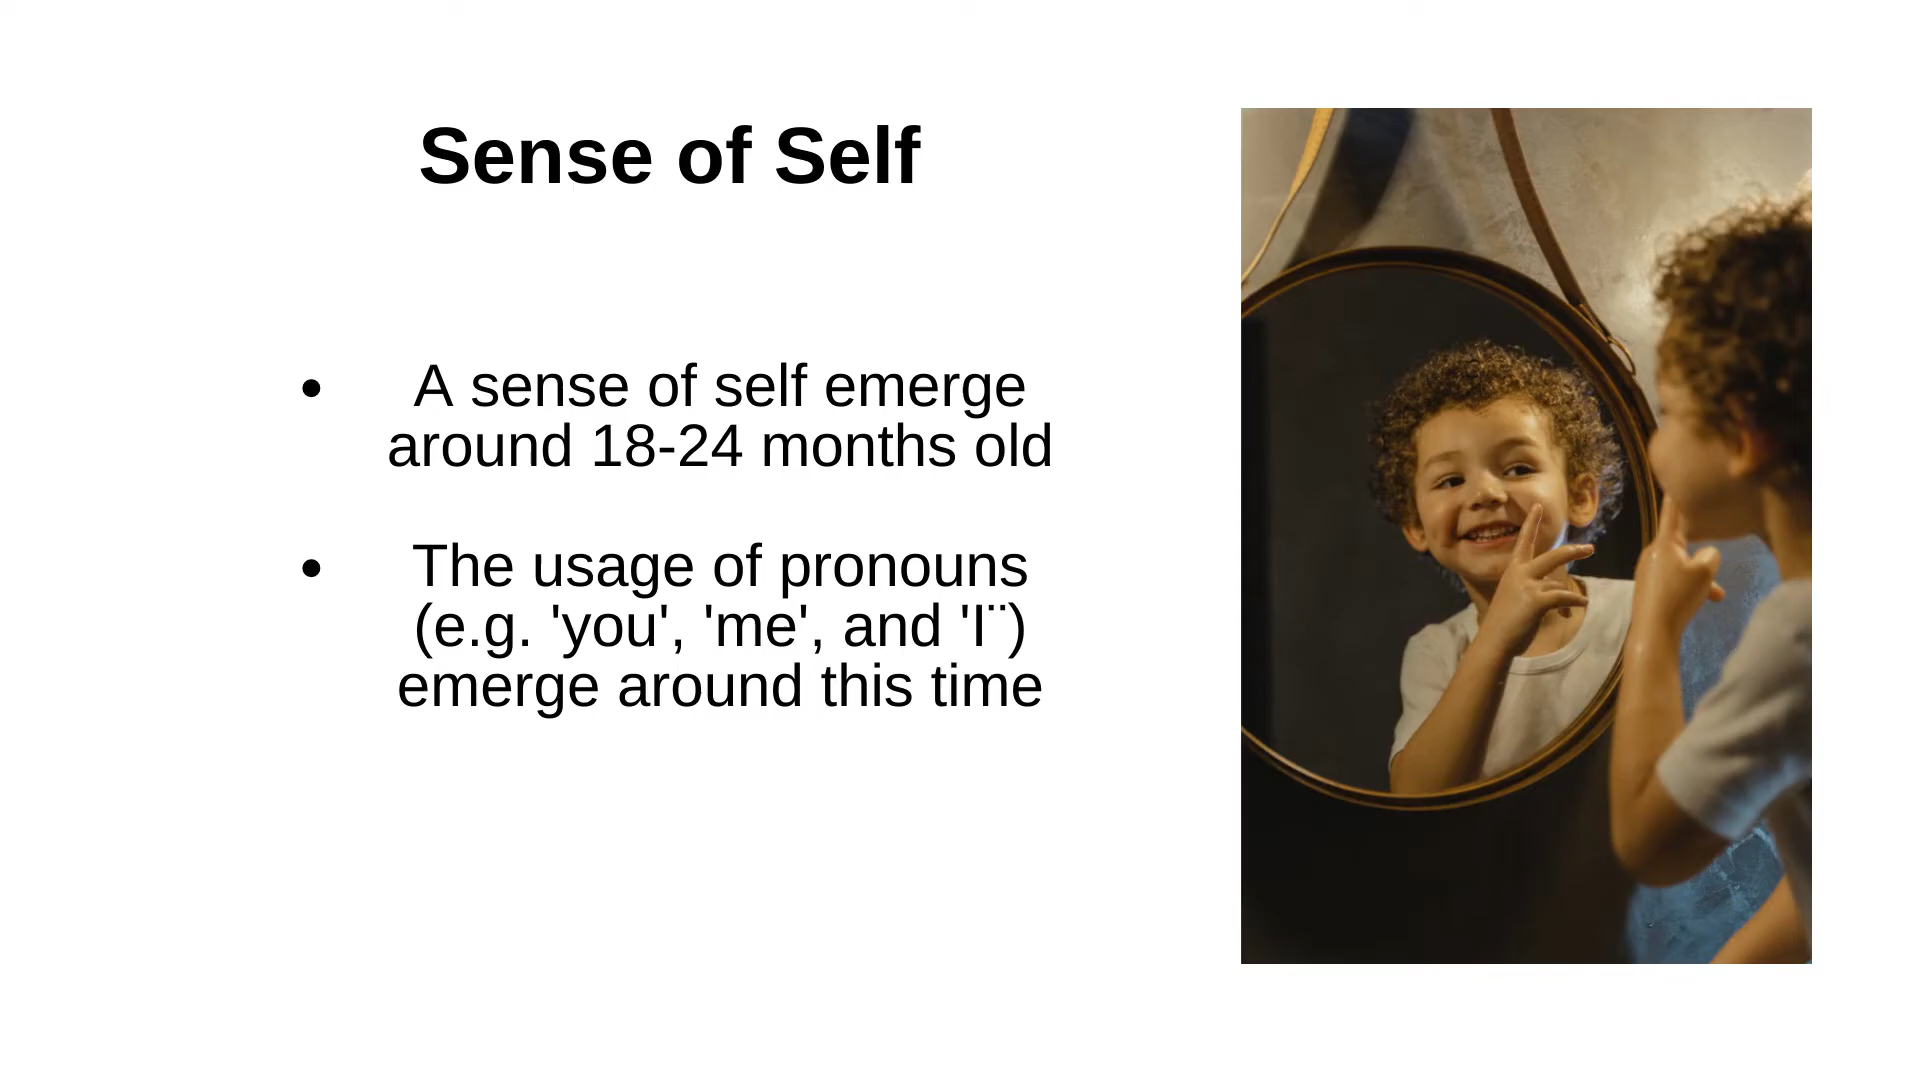 Sense of Self
• A sense of self emerge
around 18-24 months old
• The usage of pronouns
(e.g. 'you', 'me', and 'I¨)
emerge around this time